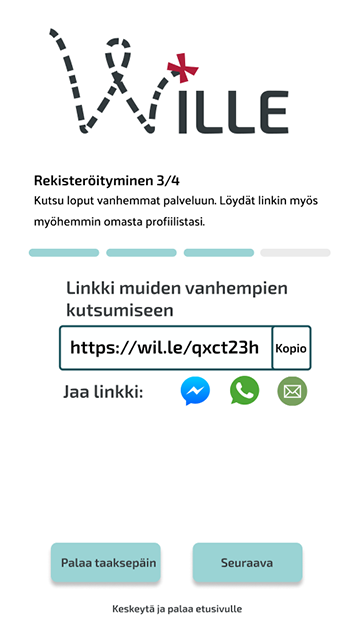 WILLE
Rekisteröityminen 3/4
Kutsu loput vanhemmat palveluun. Löydät linkin myös
myöhemmin omasta profiilistasi.
Linkki muiden vanhempien
kutsumiseen
https://wil.le/qxct23h Kopio
Jaa linkki:
Palaa taaksepäin Seuraava
Keskeytä ja palaa etusivulle